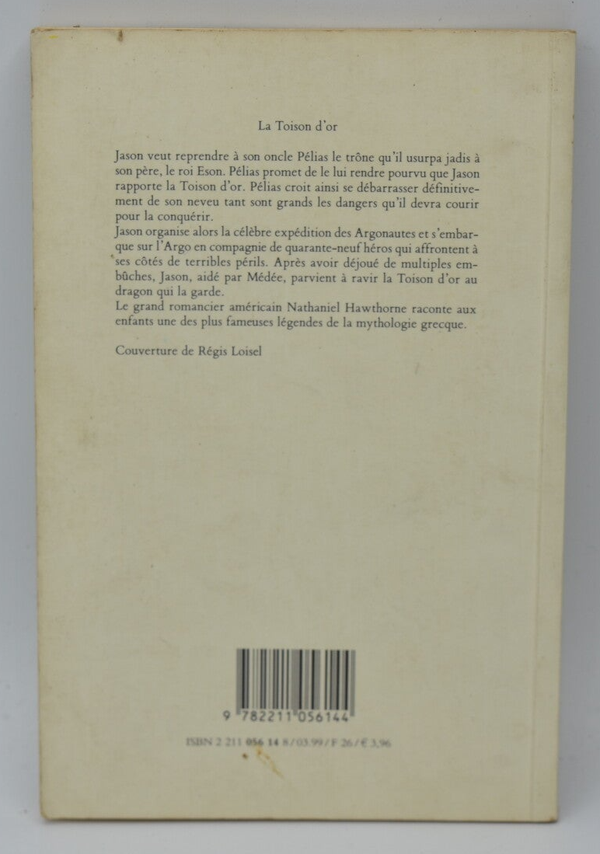 La Toison d'or
Jason veut reprendre à son oncle Pélias le trône qu'il usurpa jadis à
son père, le roi Eson. Pélias promet de le lui rendre pourvu que Jason
rapporte la Toison d'or. Pélias croit ainsi se débarrasser définitive-
ment de son neveu tant sont grands les dangers qu'il devra courir
pour la conquérir.
Jason organise alors la célèbre expédition des Argonautes et s'embar-
que sur l'Argo en compagnie de quarante-neuf héros qui affrontent à
ses côtés de terribles périls. Après avoir déjoué de multiples em-
bûches, Jason, aidé par Médée, parvient à ravir la Toison d'or au
dragon qui la garde.
Le grand romancier américain Nathaniel Hawthorne raconte aux
enfants une des plus fameuses légendes de la mythologie grecque.
Couverture de Régis Loisel
9 782211 056144
ISBN 2 211 056 14 8/03.99/F 26/€ 3,96